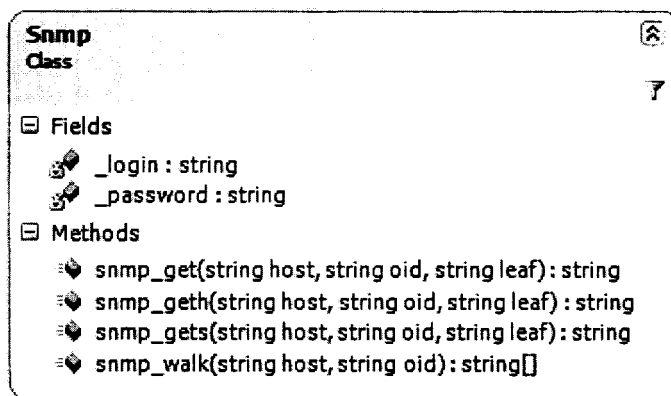 Snmp
Class
Fields
_login : string
_password : string
Methods
snmp_get(string host, string oid, string leaf) : string
snmp_geth(string host, string oid, string leaf) : string
snmp_gets(string host, string oid, string leaf) : string
snmp_walk(string host, string oid) : string[]